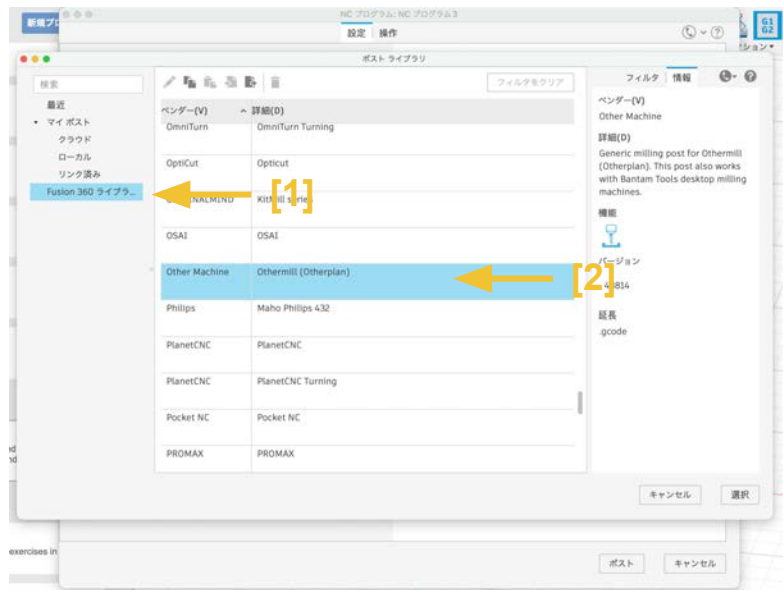 新規プ
NC プログラム: NC プログラム 3
設定 操作
G1
G2
ション▾
ポスト ライブラリ
検索
最近
マイ ポスト
クラウド
ローカル
リンク済み
Fusion 360 ライブラ...
フィルタをクリア
ベンダー(V) 詳細(D)
OmniTurn OmniTurn Turning
OptiCut Opticut
KitMill series
[1]
OSAI OSAI
Other Machine Othermill (Otherplan)
[2]
Philips Maho Philips 432
PlanetCNC PlanetCNC
PlanetCNC PlanetCNC Turning
Pocket NC Pocket NC
PROMAX PROMAX
フィルタ 情報
ベンダー(V)
Other Machine
詳細(D)
Generic milling post for Othermill
(Otherplan). This post also works
with Bantam Tools desktop milling
machines.
機能
バージョン
延長
.gcode
キャンセル 選択
exercises in
ポスト キャンセル